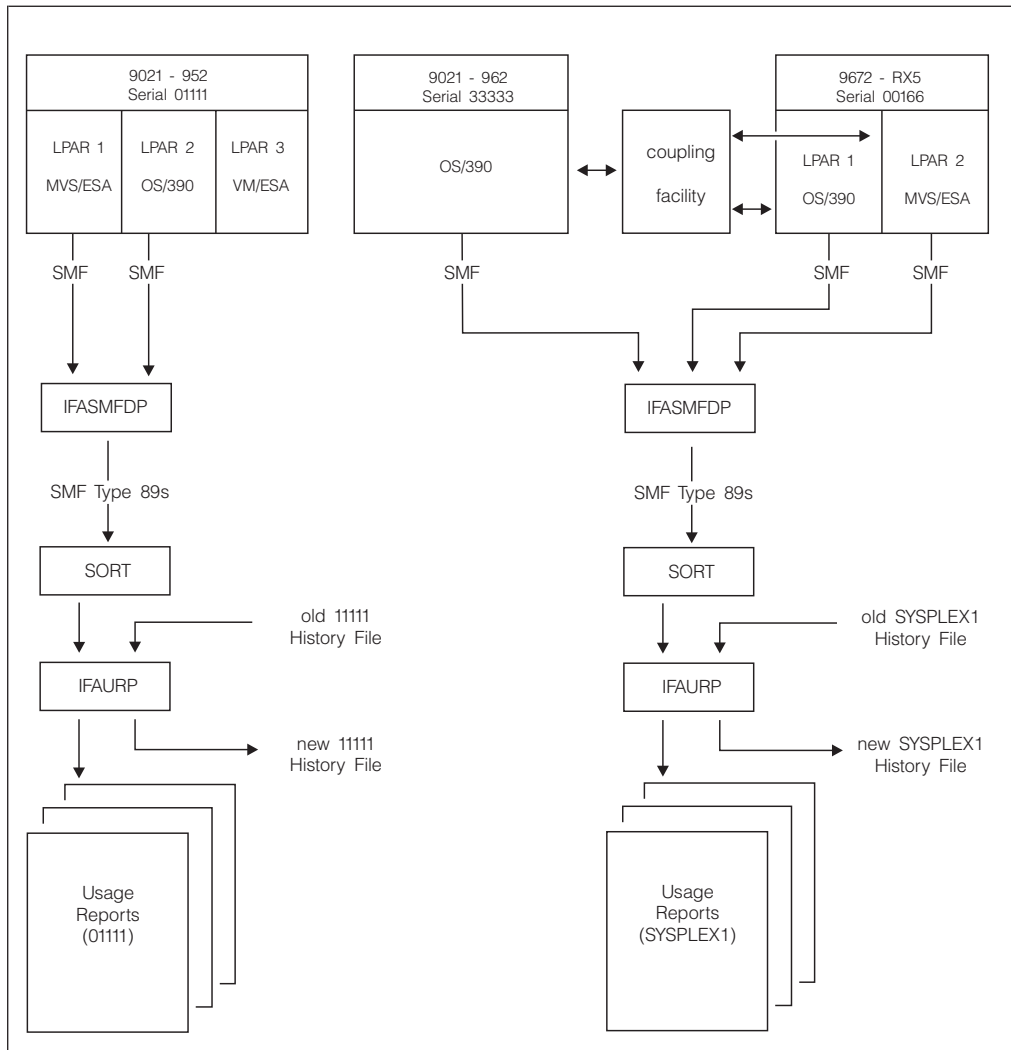 9021 - 952
Serial 01111
LPAR 1
MVS/ESA
LPAR 2
OS/390
LPAR 3
VM/ESA
SMF
SMF
IFASMFDP
SMF Type 89s
SORT
old 11111
History File
IFAURP
new 11111
History File
Usage
Reports
(01111)
9021 - 962
Serial 33333
OS/390
coupling
facility
9672 - RX5
Serial 00166
LPAR 1
OS/390
LPAR 2
MVS/ESA
SMF
SMF
SMF
IFASMFDP
SMF Type 89s
SORT
old SYSPLEX1
History File
IFAURP
new SYSPLEX1
History File
Usage
Reports
(SYSPLEX1)